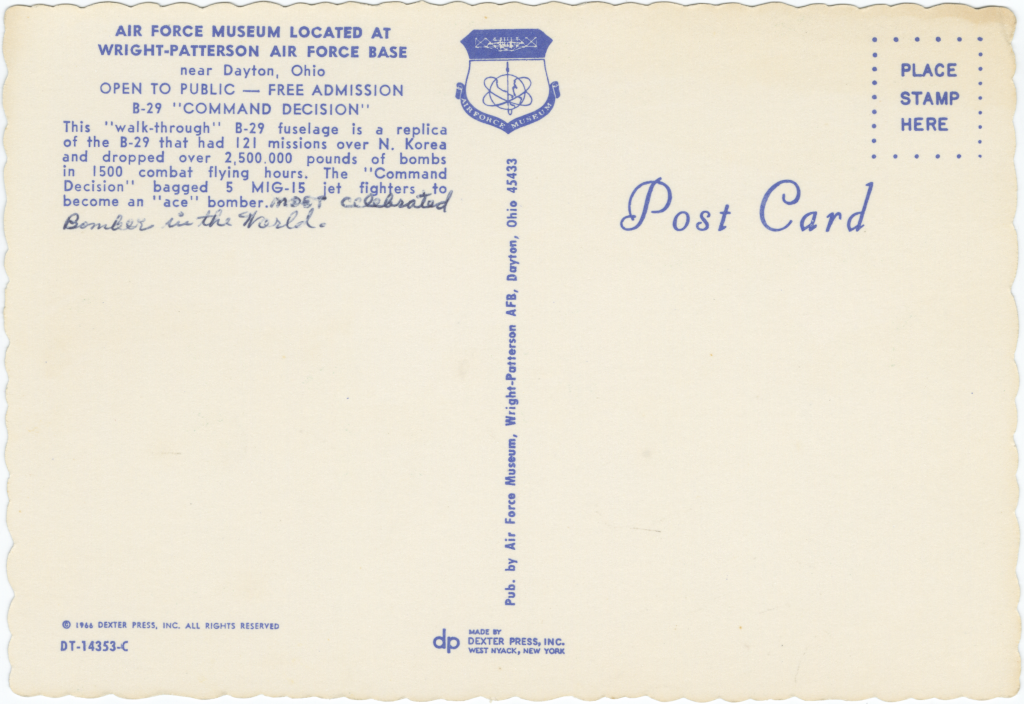 AIR FORCE MUSEUM LOCATED AT
WRIGHT-PATTERSON AIR FORCE BASE
near Dayton, Ohio
OPEN TO PUBLIC — FREE ADMISSION
B-29 "COMMAND DECISION"
This "walk-through" B-29 fuselage is a replica
of the B-29 that had 121 missions over N. Korea
and dropped over 2,500,000 pounds of bombs
in 1500 combat flying hours. The "Command
Decision" bagged 5 MIG-15 jet fighters to
become an "ace" bomber. MOST celebrated
Bomber in the World.
AIR FORCE MUSEUM
PLACE
STAMP
HERE
Post Card
Pub. by Air Force Museum, Wright-Patterson AFB, Dayton, Ohio 45433
© 1966 DEXTER PRESS, INC. ALL RIGHTS RESERVED
DT-14353-C
dp
MADE BY
DEXTER PRESS, INC.
WEST NYACK, NEW YORK